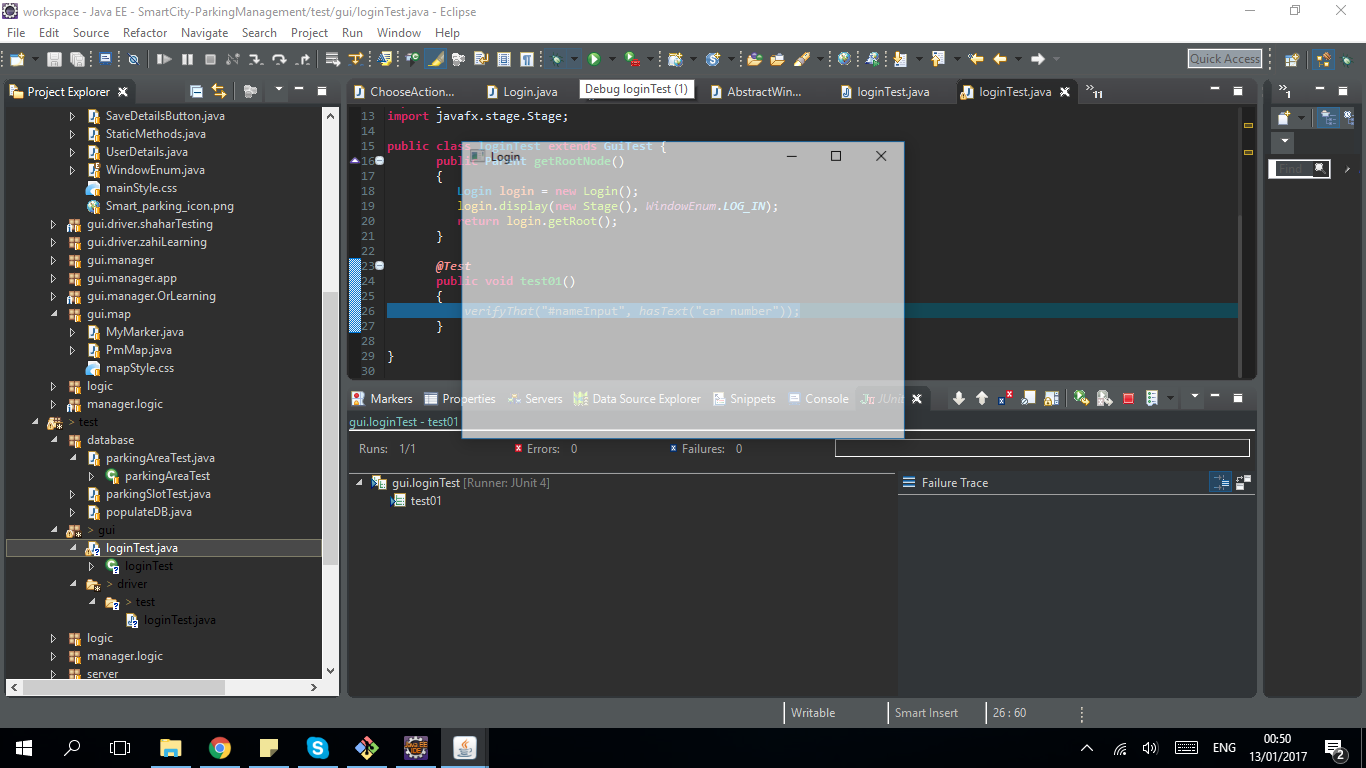 workspace - Java EE - SmartCity-ParkingManagement/test/gui/loginTest.java - Eclipse
File Edit Source Refactor Navigate Search Project Run Window Help
Quick Access
Project Explorer
SaveDetailsButton.java
StaticMethods.java
UserDetails.java
WindowEnum.java
mainStyle.css
Smart_parking_icon.png
gui.driver.shaharTesting
gui.driver.zahiLearning
gui.manager
gui.manager.app
gui.manager.OrLearning
gui.map
MyMarker.java
PmMap.java
mapStyle.css
logic
manager.logic
> test
database
parkingAreaTest.java
parkingAreaTest
parkingSlotTest.java
populateDB.java
> gui
loginTest.java
loginTest
> driver
> test
loginTest.java
logic
manager.logic
server
ChooseAction... Login.java Debug loginTest (1) AbstractWin... loginTest.java loginTest.java »11
13 import javafx.stage.Stage;
14
15 public class loginTest extends GuiTest {
16 public Parent getRootNode()
17 {
18 Login login = new Login();
19 login.display(new Stage(), WindowEnum.LOG_IN);
20 return login.getRoot();
21 }
22
23 @Test
24 public void test01()
25 {
26 verifyThat("#nameInput", hasText("car number"));
27 }
28
29 }
30
Login
»1
Find
Markers Properties Servers Data Source Explorer Snippets Console JUnit
gui.loginTest - test01
Runs: 1/1 Errors: 0 Failures: 0
gui.loginTest [Runner: JUnit 4]
test01
Failure Trace
Writable Smart Insert 26 : 60
ENG
00:50
13/01/2017
2